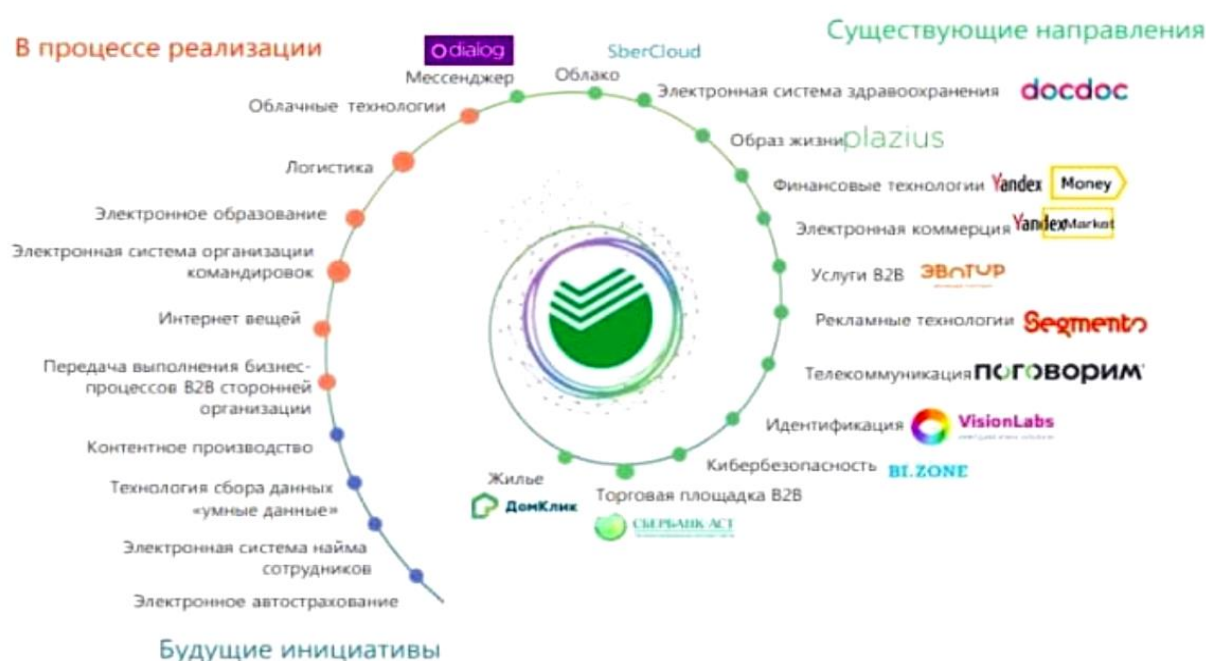 В процессе реализации
Существующие направления
dialog
Мессенджер
SberCloud
Облако
Электронная система здравоохранения
docdoc
Образ жизни
plazius
Финансовые технологии
Yandex Money
Электронная коммерция
Yandex Market
Услуги B2B
ЭВОТОР
Рекламные технологии
Segmento
Телекоммуникация
поговорим
Идентификация
VisionLabs
Кибербезопасность
BI.ZONE
Торговая площадка B2B
СБЕРБАНК-АСТ
Жилье
ДомКлик
Облачные технологии
Логистика
Электронное образование
Электронная система организации
командировок
Интернет вещей
Передача выполнения бизнес-
процессов B2B сторонней
организации
Контентное производство
Технология сбора данных
«умные данные»
Электронная система найма
сотрудников
Электронное автострахование
Будущие инициативы